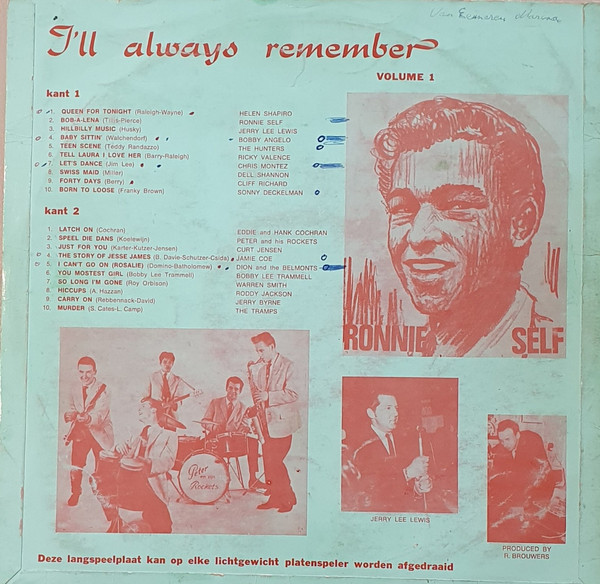 I'll always remember
VOLUME 1
kant 1
1. QUEEN FOR TONIGHT (Raleigh-Wayne) HELEN SHAPIRO
2. BOB-A-LENA (Tillis-Pierce) RONNIE SELF
3. HILLBILLY MUSIC (Husky) JERRY LEE LEWIS
4. BABY SITTIN' (Walchendorf) BOBBY ANGELO
5. TEEN SCENE (Teddy Randazzo) THE HUNTERS
6. TELL LAURA I LOVE HER (Barry-Raleigh) RICKY VALENCE
7. LET'S DANCE (Jim Lee) CHRIS MONTEZ
8. SWISS MAID (Miller) DELL SHANNON
9. FORTY DAYS (Berry) CLIFF RICHARD
10. BORN TO LOOSE (Franky Brown) SONNY DECKELMAN
kant 2
1. LATCH ON (Cochran) EDDIE and HANK COCHRAN
2. SPEEL DIE DANS (Koelewijn) PETER and his ROCKETS
3. JUST FOR YOU (Karter-Kutzer-Jensen) CURT JENSEN
4. THE STORY OF JESSE JAMES (B. Davie-Schutzer-Csida) JAMIE COE
5. I CAN'T GO ON (ROSALIE) (Domino-Batholomew) DION and the BELMONTS
6. YOU MOSTEST GIRL (Bobby Lee Trammell) BOBBY LEE TRAMMELL
7. SO LONG I'M GONE (Roy Orbison) WARREN SMITH
8. HICCUPS (A. Hazzan) RODDY JACKSON
9. CARRY ON (Rebbennack-David) JERRY BYRNE
10. MURDER (S. Cates-L. Camp) THE TRAMPS
RONNIE SELF
Peter
Rockets
JERRY LEE LEWIS
PRODUCED BY
R. BROUWERS
Deze langspeelplaat kan op elke lichtgewicht platenspeler worden afgedraaid